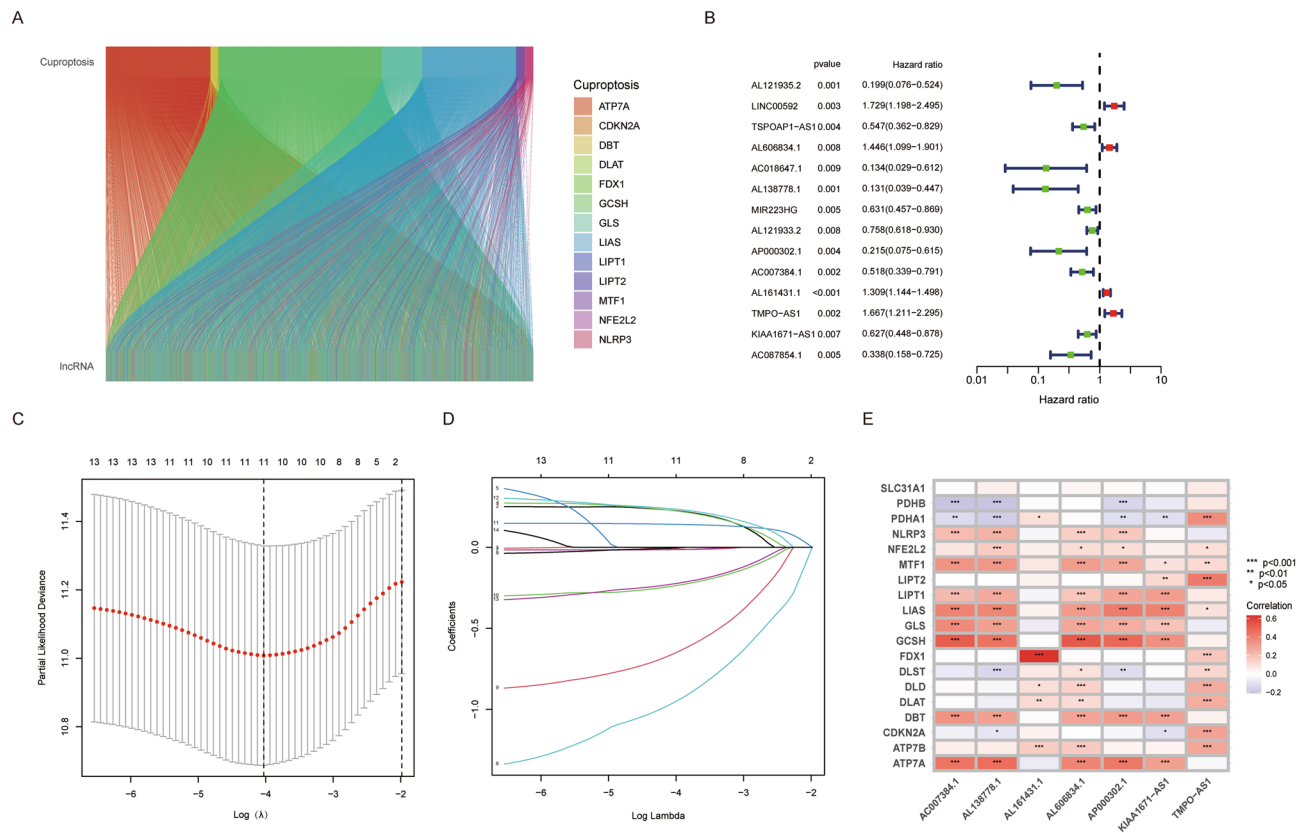 A
Cuproptosis
lncRNA
Cuproptosis
ATP7A
CDKN2A
DBT
DLAT
FDX1
GCSH
GLS
LIAS
LIPT1
LIPT2
MTF1
NFE2L2
NLRP3
B
pvalue Hazard ratio
AL121935.2 0.001 0.199(0.076−0.524)
LINC00592 0.003 1.729(1.198−2.495)
TSPOAP1−AS1 0.004 0.547(0.362−0.829)
AL606834.1 0.008 1.446(1.099−1.901)
AC018647.1 0.009 0.134(0.029−0.612)
AL138778.1 0.001 0.131(0.039−0.447)
MIR223HG 0.005 0.631(0.457−0.869)
AL121933.2 0.008 0.758(0.618−0.930)
AP000302.1 0.004 0.215(0.075−0.615)
AC007384.1 0.002 0.518(0.339−0.791)
AL161431.1 <0.001 1.309(1.144−1.498)
TMPO−AS1 0.002 1.667(1.211−2.295)
KIAA1671−AS1 0.007 0.627(0.448−0.878)
AC087854.1 0.005 0.338(0.158−0.725)
0.01 0.1 1 10
Hazard ratio
C
13 13 13 13 11 11 10 11 11 11 10 10 10 8 8 5 2
11.4
11.2
11.0
10.8
Partial Likelihood Deviance
−6 −5 −4 −3 −2
Log (λ)
D
13 11 11 8 2
0.0
−0.5
−1.0
Coefficients
5
12
11
14
9
6
−6 −5 −4 −3 −2
Log Lambda
E
SLC31A1
PDHB *** *** ***
PDHA1 ** *** * ** ** ***
NLRP3 *** *** *** ***
NFE2L2 *** * * *
MTF1 *** *** *** *** * **
LIPT2 ** ***
LIPT1 *** *** *** *** ***
LIAS *** *** *** *** *** *
GLS *** *** *** *** ***
GCSH *** *** *** *** ***
FDX1 *** ***
DLST *** * ** **
DLD * *** ***
DLAT ** ** ***
DBT *** *** *** *** ***
CDKN2A * * ***
ATP7B *** *** ***
ATP7A *** *** *** *** ***
AC007384.1
AL138778.1
AL161431.1
AL606834.1
AP000302.1
KIAA1671−AS1
TMPO−AS1
*** p<0.001
** p<0.01
* p<0.05
Correlation
0.6
0.4
0.2
0.0
−0.2